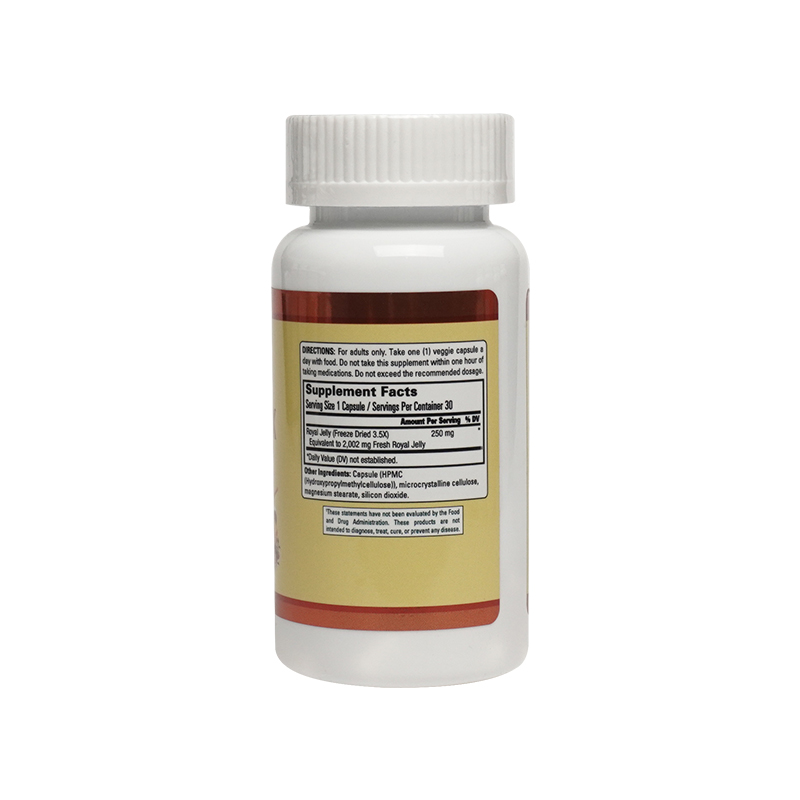 DIRECTIONS: For adults only. Take one (1) veggie capsule a
day with food. Do not take this supplement within one hour of
taking medications. Do not exceed the recommended dosage.
Supplement Facts
Serving Size 1 Capsule / Servings Per Container 30
Amount Per Serving % DV
Royal Jelly (Freeze Dried 3.5X) 250 mg *
Equivalent to 2,002 mg Fresh Royal Jelly
*Daily Value (DV) not established.
Other Ingredients: Capsule (HPMC
(Hydroxypropylmethylcellulose)), microcrystalline cellulose,
magnesium stearate, silicon dioxide.
*These statements have not been evaluated by the Food
and Drug Administration. These products are not
intended to diagnose, treat, cure, or prevent any disease.